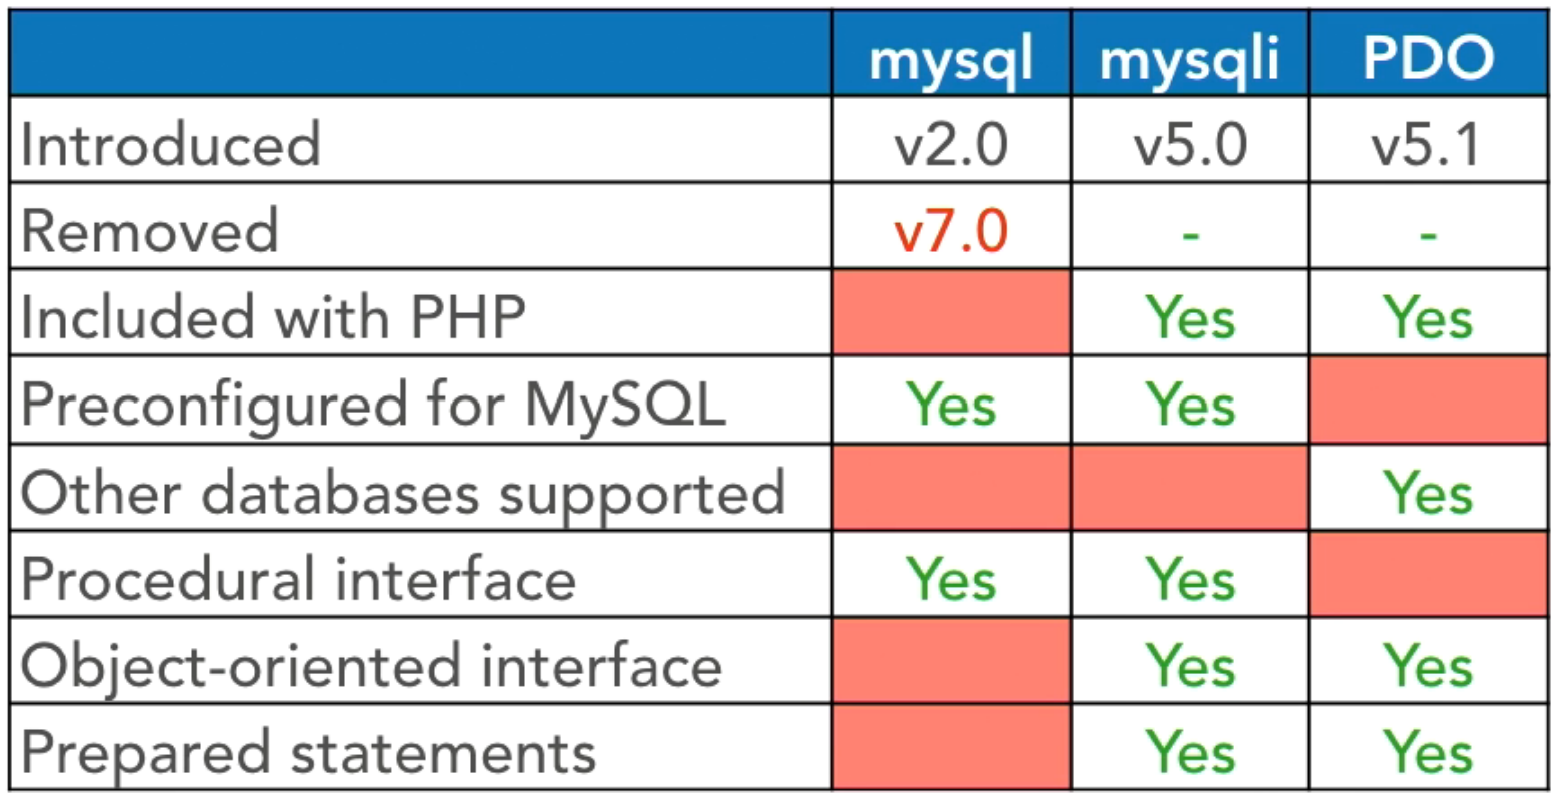 mysql mysqli PDO
Introduced v2.0 v5.0 v5.1
Removed v7.0 - -
Included with PHP Yes Yes
Preconfigured for MySQL Yes Yes
Other databases supported Yes
Procedural interface Yes Yes
Object-oriented interface Yes Yes
Prepared statements Yes Yes